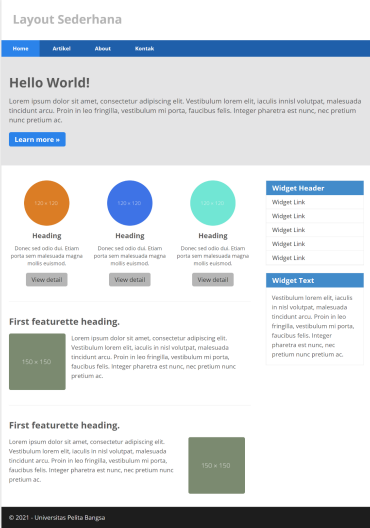 Layout Sederhana
Home Artikel About Kontak
Hello World!
Lorem ipsum dolor sit amet, consectetur adipiscing elit. Vestibulum lorem elit, iaculis innisl volutpat, malesuada
tincidunt arcu. Proin in leo fringilla, vestibulum mi porta, faucibus felis. Integer pharetra est nunc, nec
nunc pretium ac.
Learn more »
120 × 120
Heading
Donec sed odio dui. Etiam
porta sem malesuada magna
mollis euismod.
View detail
120 × 120
Heading
Donec sed odio dui. Etiam
porta sem malesuada magna
mollis euismod.
View detail
120 × 120
Heading
Donec sed odio dui. Etiam
porta sem malesuada magna
mollis euismod.
View detail
First featurette heading.
150 × 150
Lorem ipsum dolor sit amet, consectetur adipiscing
elit. Vestibulum lorem elit, iaculis in nisl volutpat, malesuada
tincidunt arcu. Proin in leo fringilla, vestibulum mi porta,
faucibus felis. Integer pharetra est nunc, nec nunc
pretium ac.
First featurette heading.
Lorem ipsum dolor sit amet, consectetur adipiscing elit.
Vestibulum lorem elit, iaculis in nisl volutpat, malesuada
tincidunt arcu. Proin in leo fringilla, vestibulum mi porta,
faucibus felis. Integer pharetra est nunc, nec pretium nunc
pretium ac.
150 × 150
Widget Header
Widget Link
Widget Link
Widget Link
Widget Link
Widget Link
Widget Text
Vestibulum lorem elit, iaculis
in nisl volutpat, malesuada
tincidunt arcu. Proin in leo
fringilla, vestibulum mi porta,
faucibus felis. Integer
pharetra est nunc, nec
nunc pretium ac.
© 2021 - Universitas Pelita Bangsa